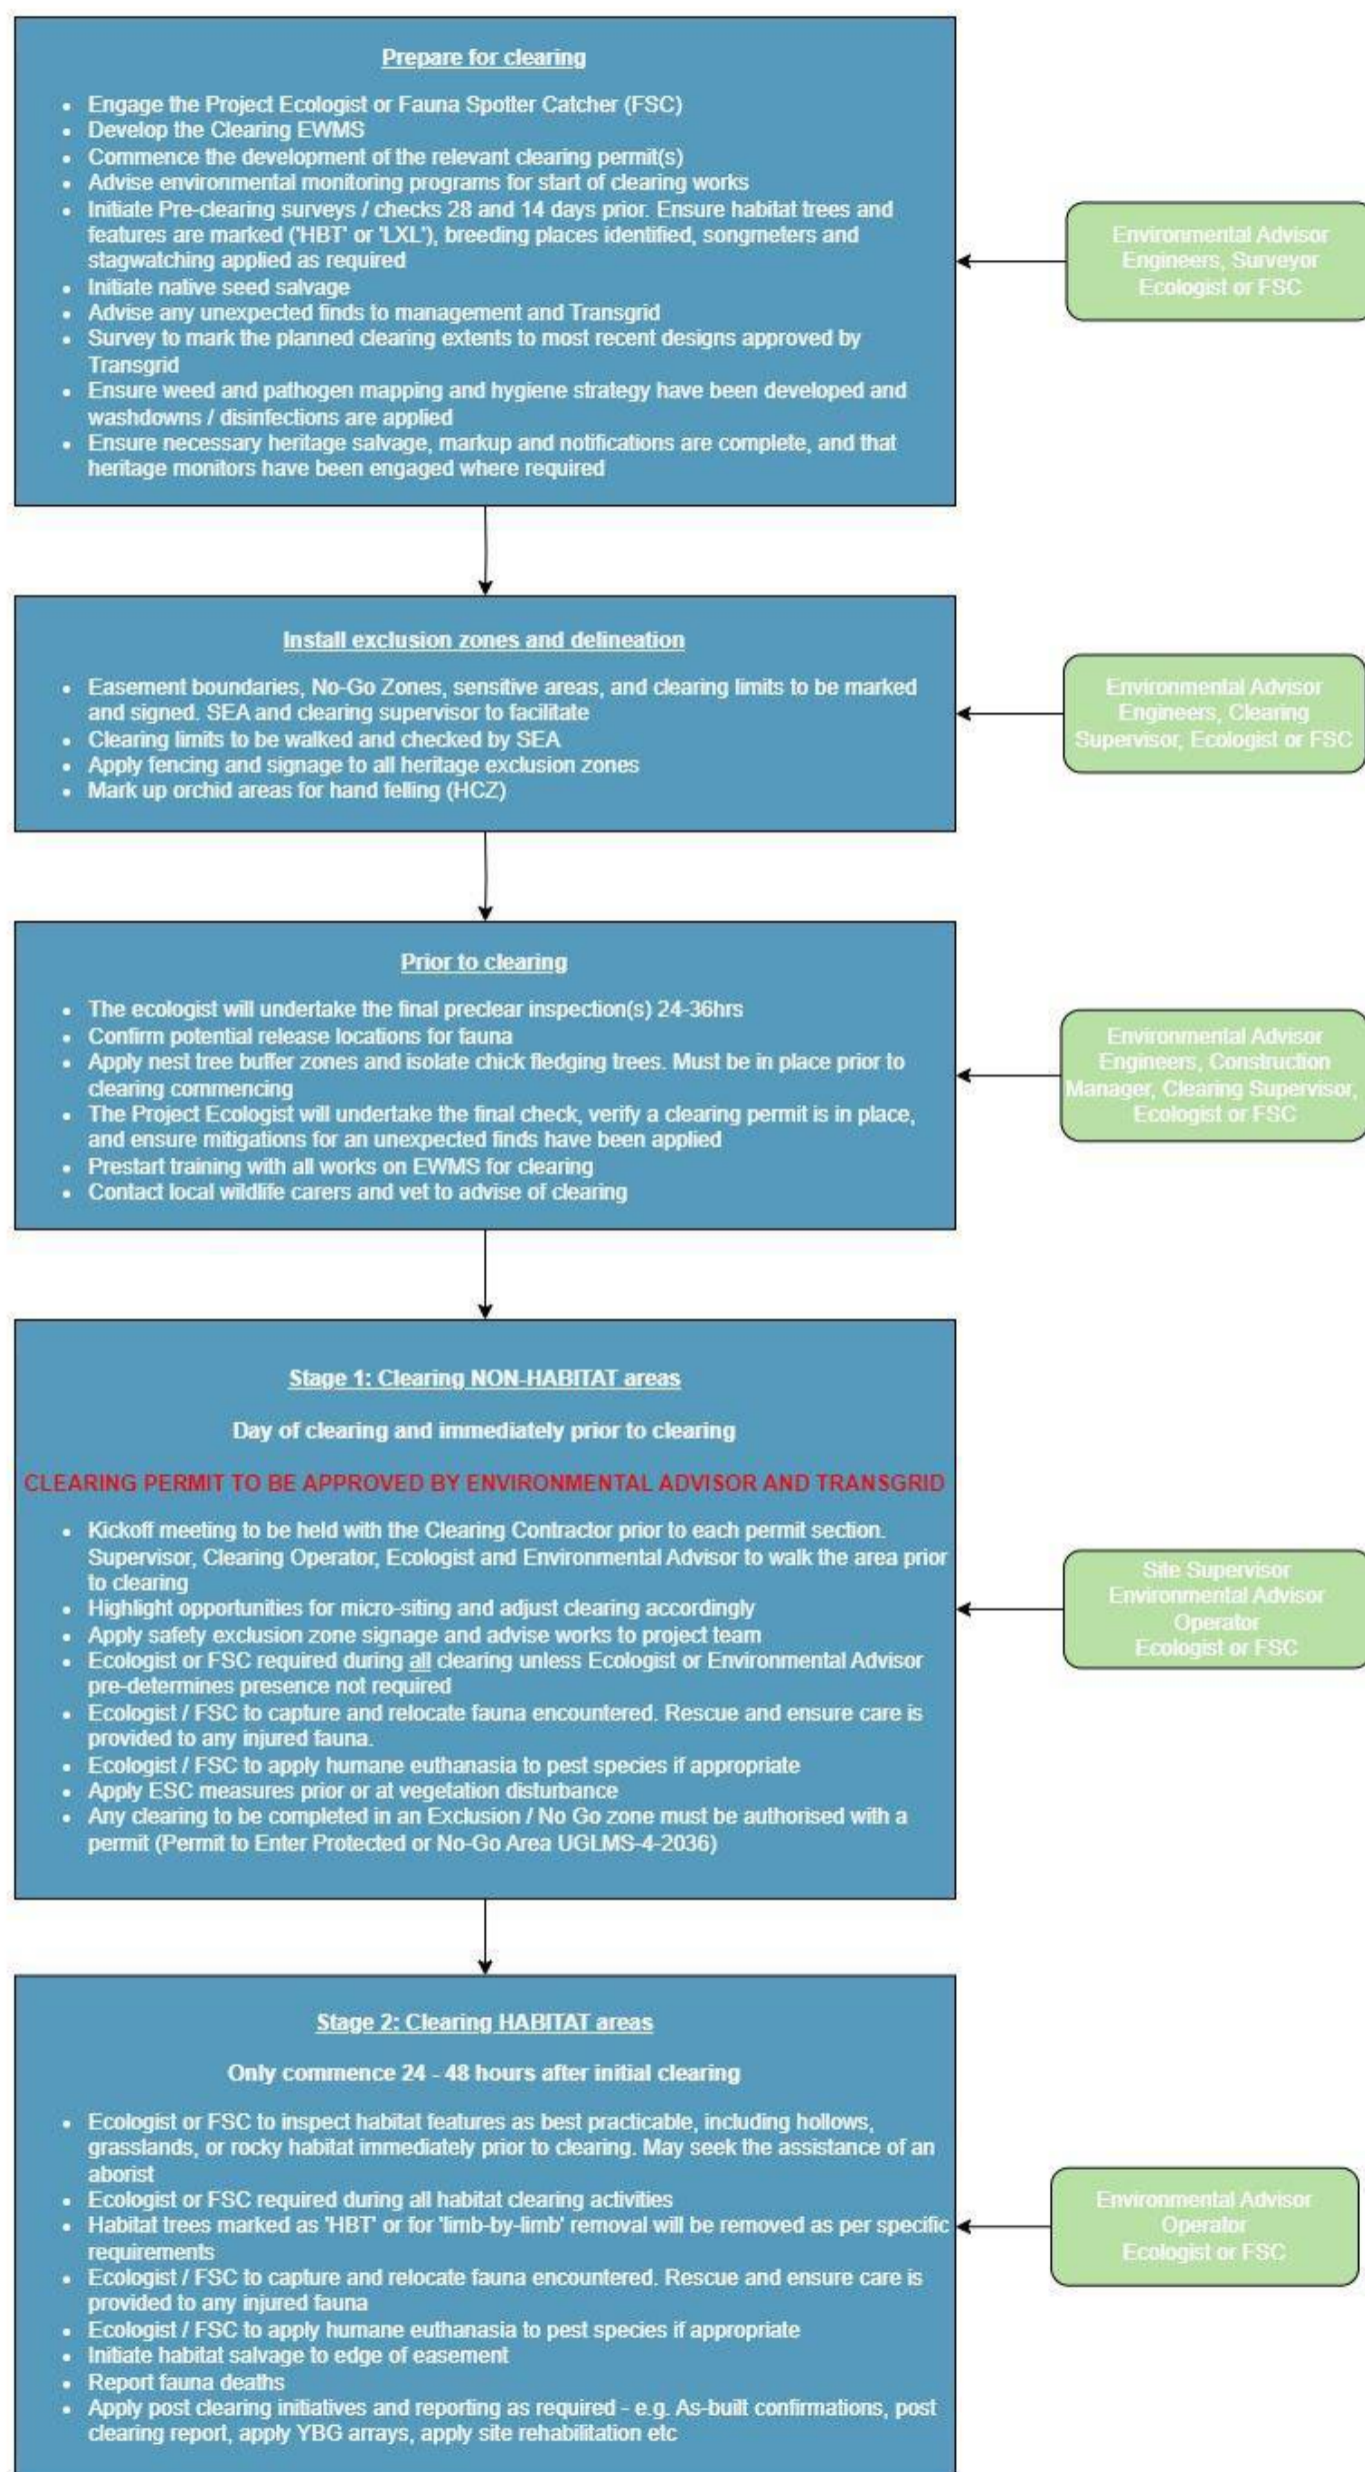 Prepare for clearing
• Engage the Project Ecologist or Fauna Spotter Catcher (FSC)
• Develop the Clearing EWMS
• Commence the development of the relevant clearing permit(s)
• Advise environmental monitoring programs for start of clearing works
• Initiate Pre-clearing surveys / checks 28 and 14 days prior. Ensure habitat trees and
features are marked ('HBT' or 'LXL'), breeding places identified, songmeters and
stagwatching applied as required
• Initiate native seed salvage
• Advise any unexpected finds to management and Transgrid
• Survey to mark the planned clearing extents to most recent designs approved by
Transgrid
• Ensure weed and pathogen mapping and hygiene strategy have been developed and
washdowns / disinfections are applied
• Ensure necessary heritage salvage, markup and notifications are complete, and that
heritage monitors have been engaged where required
Environmental Advisor
Engineers, Surveyor
Ecologist or FSC
Install exclusion zones and delineation
• Easement boundaries, No-Go Zones, sensitive areas, and clearing limits to be marked
and signed. SEA and clearing supervisor to facilitate
• Clearing limits to be walked and checked by SEA
• Apply fencing and signage to all heritage exclusion zones
• Mark up orchid areas for hand felling (HCZ)
Environmental Advisor
Engineers, Clearing
Supervisor, Ecologist or FSC
Prior to clearing
• The ecologist will undertake the final preclear inspection(s) 24-36hrs
• Confirm potential release locations for fauna
• Apply nest tree buffer zones and isolate chick fledging trees. Must be in place prior to
clearing commencing
• The Project Ecologist will undertake the final check, verify a clearing permit is in place,
and ensure mitigations for an unexpected finds have been applied
• Prestart training with all works on EWMS for clearing
• Contact local wildlife carers and vet to advise of clearing
Environmental Advisor
Engineers, Construction
Manager, Clearing Supervisor,
Ecologist or FSC
Stage 1: Clearing NON-HABITAT areas
Day of clearing and immediately prior to clearing
CLEARING PERMIT TO BE APPROVED BY ENVIRONMENTAL ADVISOR AND TRANSGRID
• Kickoff meeting to be held with the Clearing Contractor prior to each permit section.
Supervisor, Clearing Operator, Ecologist and Environmental Advisor to walk the area prior
to clearing
• Highlight opportunities for micro-siting and adjust clearing accordingly
• Apply safety exclusion zone signage and advise works to project team
• Ecologist or FSC required during all clearing unless Ecologist or Environmental Advisor
pre-determines presence not required
• Ecologist / FSC to capture and relocate fauna encountered. Rescue and ensure care is
provided to any injured fauna.
• Ecologist / FSC to apply humane euthanasia to pest species if appropriate
• Apply ESC measures prior or at vegetation disturbance
• Any clearing to be completed in an Exclusion / No Go zone must be authorised with a
permit (Permit to Enter Protected or No-Go Area UGLMS-4-2036)
Site Supervisor
Environmental Advisor
Operator
Ecologist or FSC
Stage 2: Clearing HABITAT areas
Only commence 24 - 48 hours after initial clearing
• Ecologist or FSC to inspect habitat features as best practicable, including hollows,
grasslands, or rocky habitat immediately prior to clearing. May seek the assistance of an
aborist
• Ecologist or FSC required during all habitat clearing activities
• Habitat trees marked as 'HBT' or for 'limb-by-limb' removal will be removed as per specific
requirements
• Ecologist / FSC to capture and relocate fauna encountered. Rescue and ensure care is
provided to any injured fauna
• Ecologist / FSC to apply humane euthanasia to pest species if appropriate
• Initiate habitat salvage to edge of easement
• Report fauna deaths
• Apply post clearing initiatives and reporting as required - e.g. As-built confirmations, post
clearing report, apply YBG arrays, apply site rehabilitation etc
Environmental Advisor
Operator
Ecologist or FSC